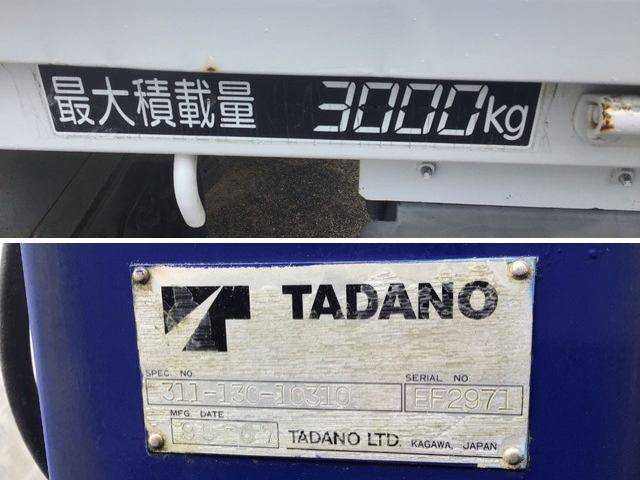 最大積載量 3000kg
TADANO
SPEC. NO. SERIAL NO.
311-130-10310 EF2971
MFG. DATE
TADANO LTD. KAGAWA, JAPAN